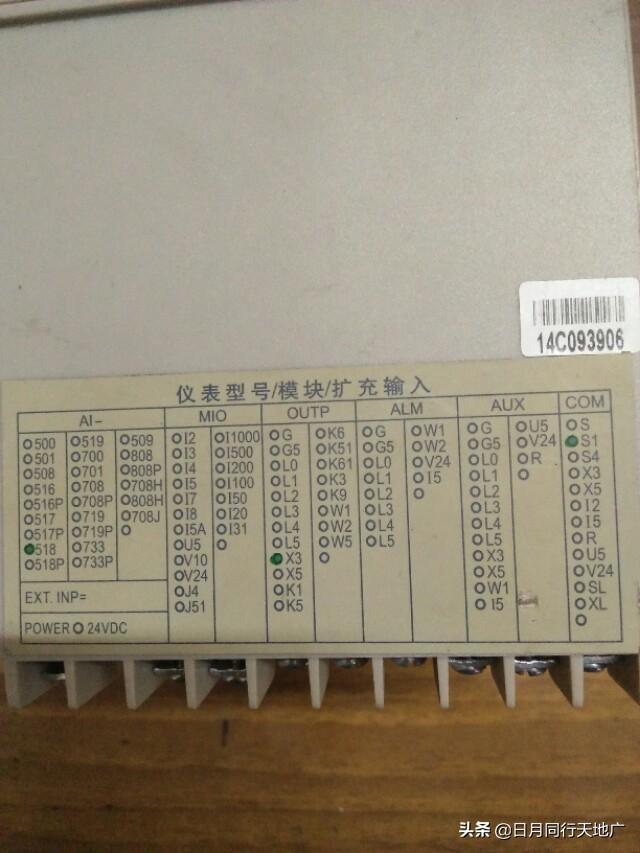 14C093906
仪表型号/模块/扩充输入
AI-
500 519 509
501 700 808
508 701 808P
516 708 708H
516P 708P 808H
517 719 708J
517P 719P
518 733
518P 733P
EXT. INP=
POWER 24VDC
MIO
I2 I1000
I3 I500
I4 I200
I5 I100
I7 I50
I8 I20
I5A I31
U5
V10
V24
J4
J51
OUTP
G K6
G5 K51
L0 K61
L1 K3
L2 K9
L3 W1
L4 W2
L5 W5
X3
X5
K1
K5
ALM
G W1
G5 W2
L0 V24
L1 I5
L2
L3
L4
L5
AUX
G U5
G5 V24
L0 R
L1
L2
L3
L4
L5
X3
X5
W1
I5
COM
S
S1
S4
X3
X5
I2
I5
R
U5
V24
SL
XL
头条 @日月同行天地广